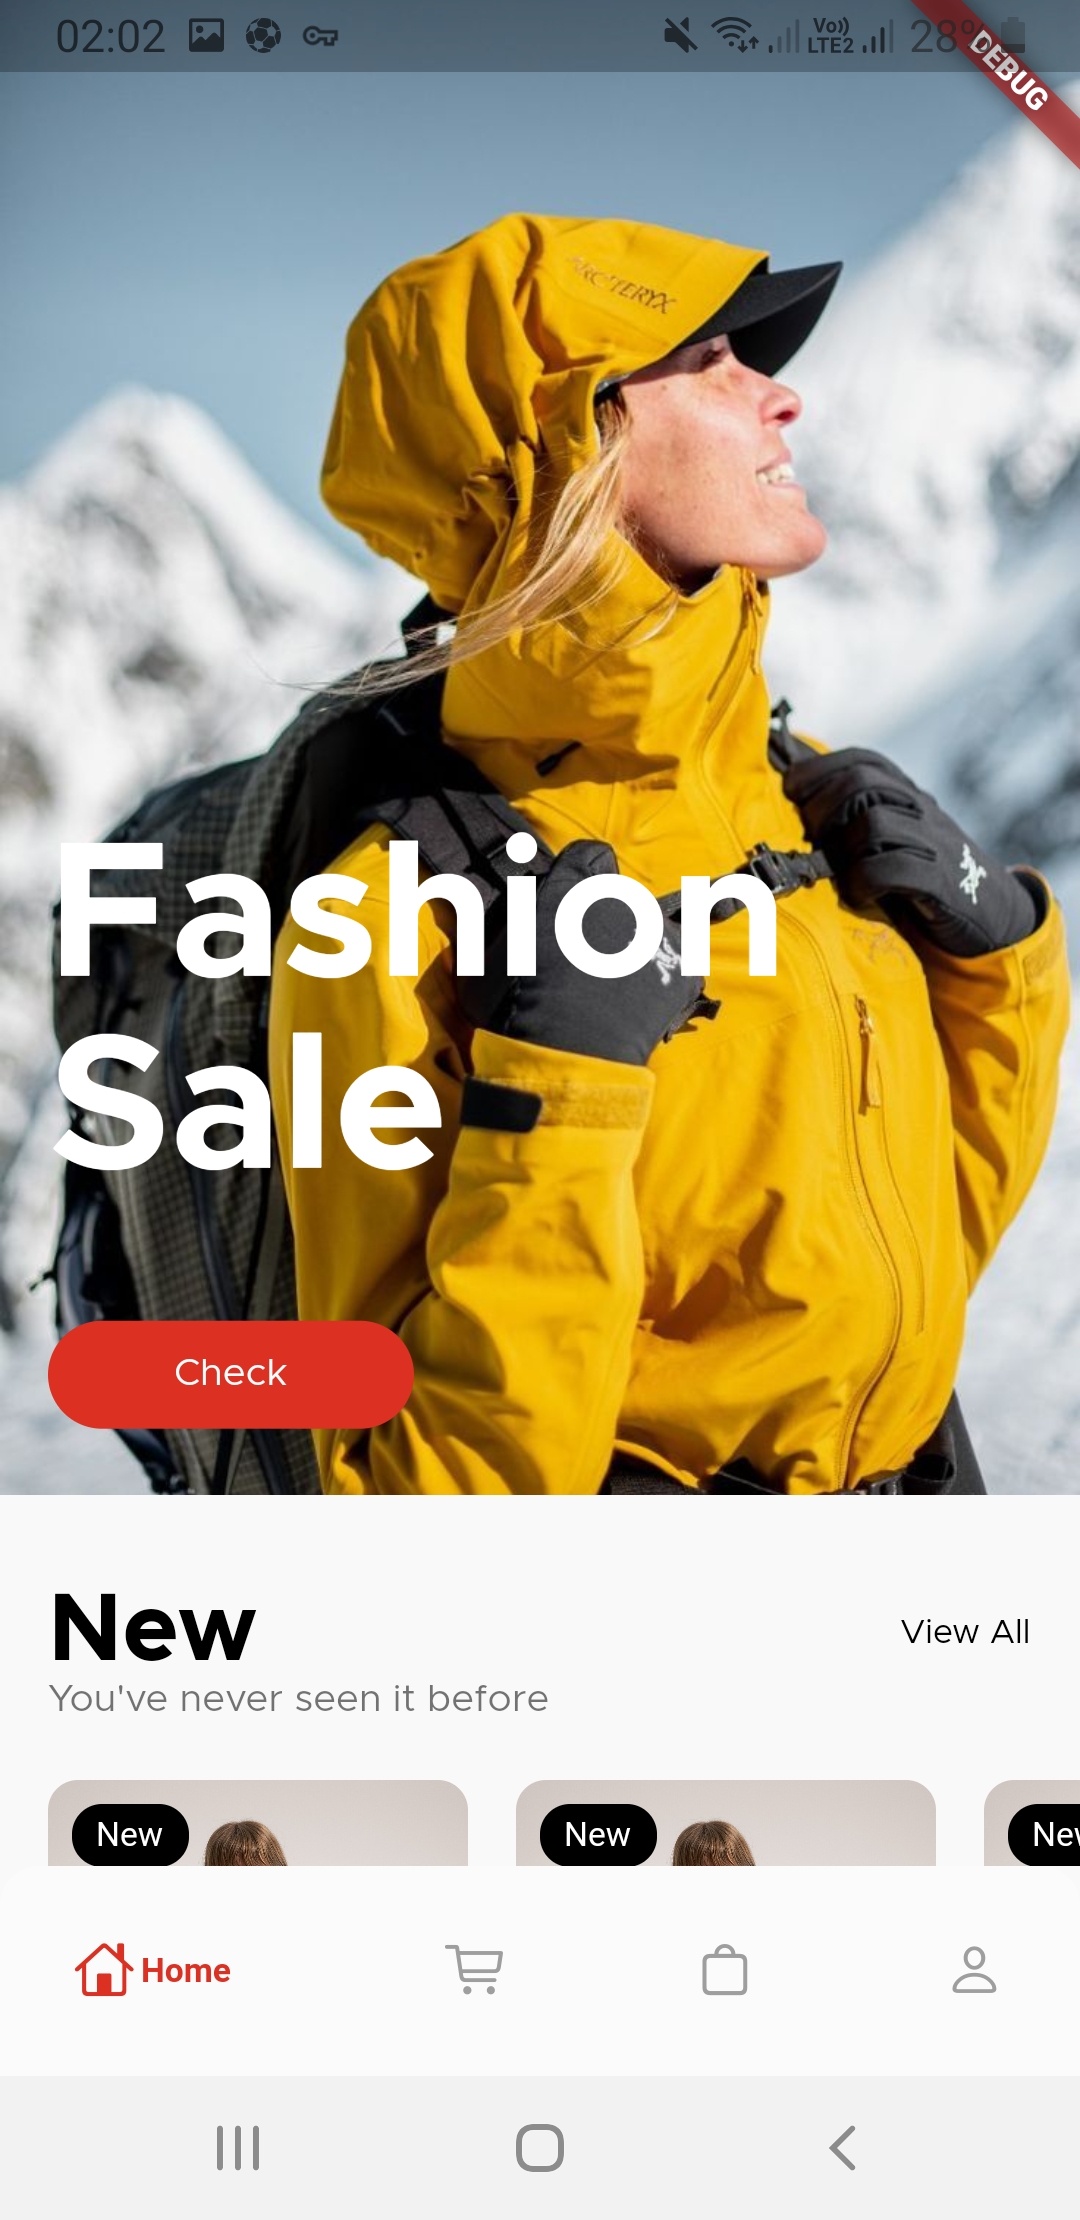 02:02 Vo)) LTE2 28%
DEBUG
ARC'TERYX
Fashion
Sale
Check
New
View All
You've never seen it before
New New New
Home